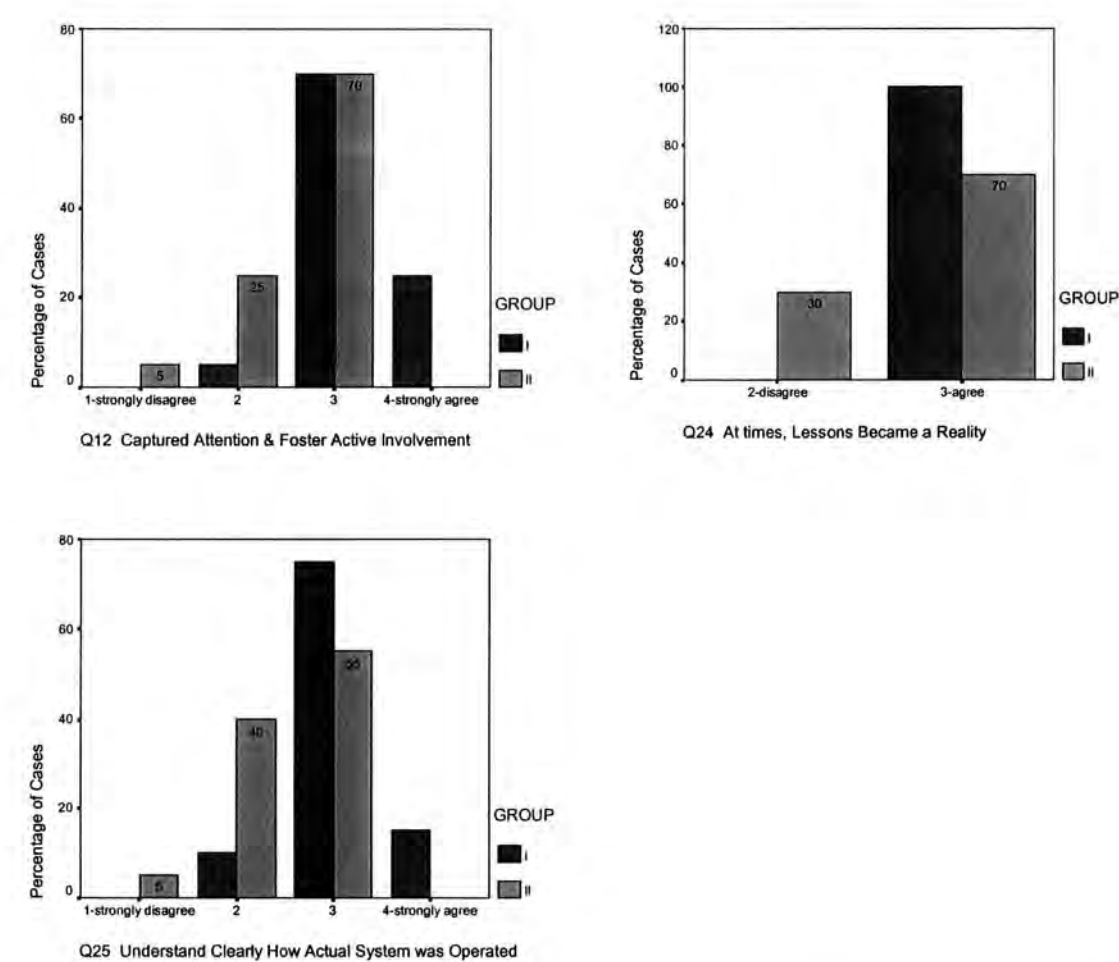 80
60
40
20
0
Percentage of Cases
5
25
70
1-strongly disagree 2 3 4-strongly agree
GROUP
I
II
Q12 Captured Attention & Foster Active Involvement
120
100
80
60
40
20
0
Percentage of Cases
30
70
2-disagree 3-agree
GROUP
I
II
Q24 At times, Lessons Became a Reality
80
60
40
20
0
Percentage of Cases
5
40
1-strongly disagree 2 3 4-strongly agree
GROUP
I
II
Q25 Understand Clearly How Actual System was Operated